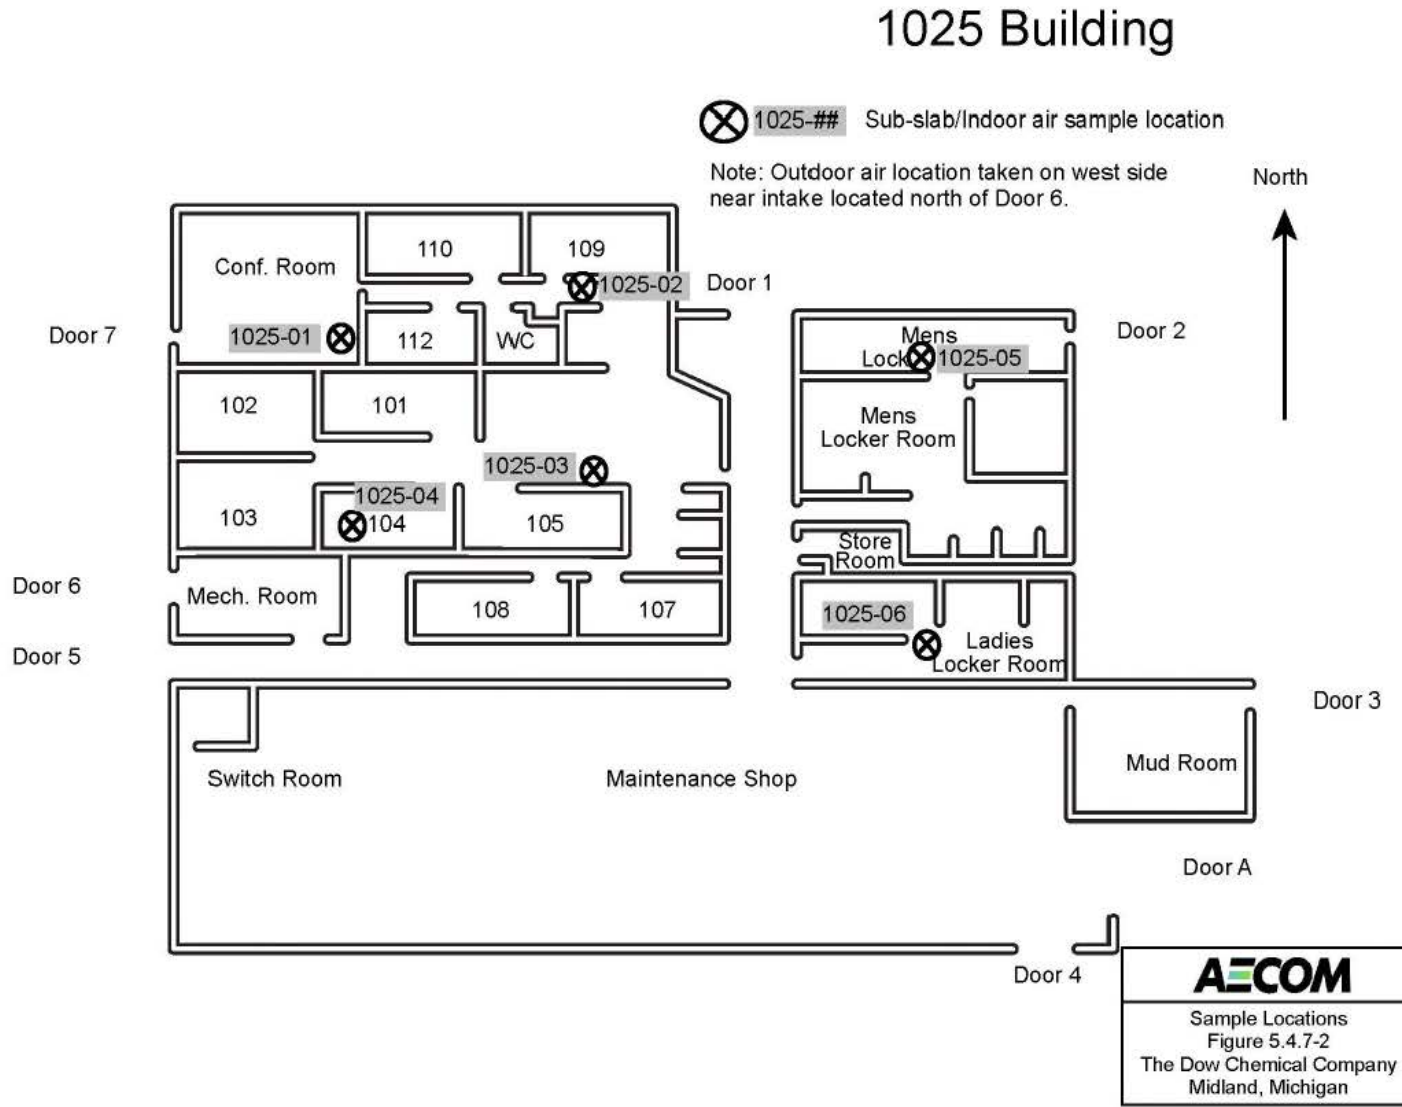 1025 Building
1025-## Sub-slab/Indoor air sample location
Note: Outdoor air location taken on west side
near intake located north of Door 6.
North
110
109
Conf. Room
1025-02
Door 1
Door 7
1025-01
112
WC
Mens
Lock
1025-05
Door 2
102
101
Mens
Locker Room
1025-03
1025-04
103
104
105
Store
Room
Door 6
Mech. Room
108
107
1025-06
Ladies
Locker Room
Door 5
Door 3
Switch Room
Maintenance Shop
Mud Room
Door A
Door 4
AECOM
Sample Locations
Figure 5.4.7-2
The Dow Chemical Company
Midland, Michigan